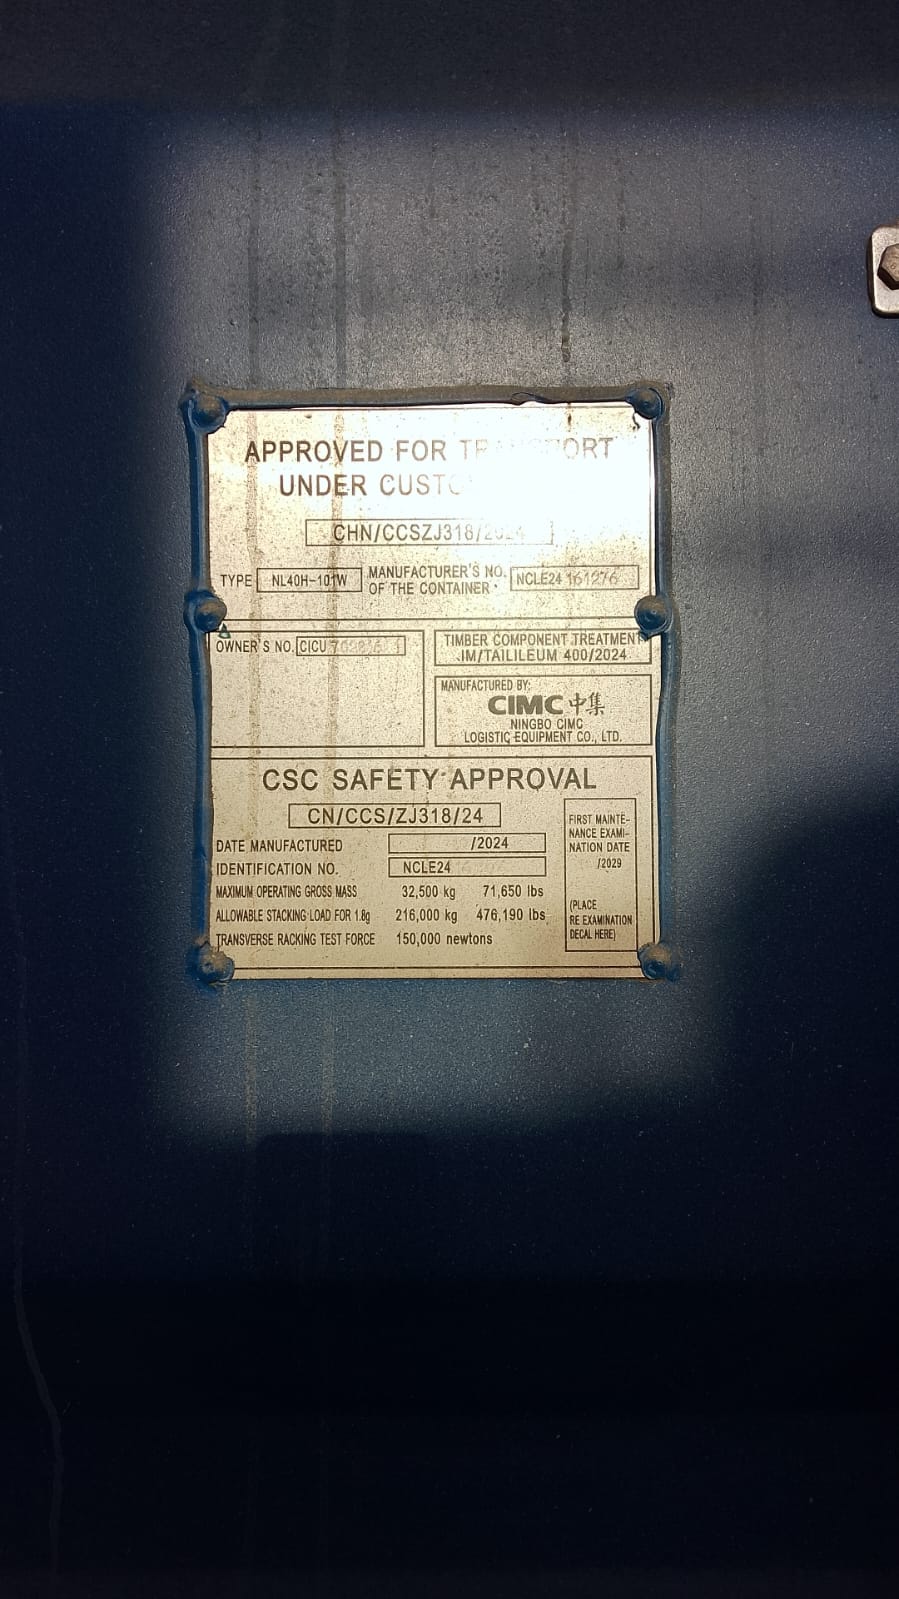 APPROVED FOR
UNDER
CHN/CCSZJ318/2024
TYPE NL40H-101W MANUFACTURER'S NO. OF THE CONTAINER NCLE24 161276
OWNER'S NO. CICU
TIMBER COMPONENT TREATMENT
IM/TAILILEUM 400/2024
MANUFACTURED BY:
CIMC 中集
NINGBO CIMC
LOGISTIC EQUIPMENT CO., LTD.
CSC SAFETY APPROVAL
CN/CCS/ZJ318/24
DATE MANUFACTURED /2024
IDENTIFICATION NO. NCLE24
MAXIMUM OPERATING GROSS MASS 32,500 kg 71,650 lbs
ALLOWABLE STACKING LOAD FOR 1.8g 216,000 kg 476,190 lbs
TRANSVERSE RACKING TEST FORCE 150,000 newtons
FIRST MAINTE-
NANCE EXAMI-
NATION DATE
/2029
(PLACE
RE EXAMINATION
DECAL HERE)